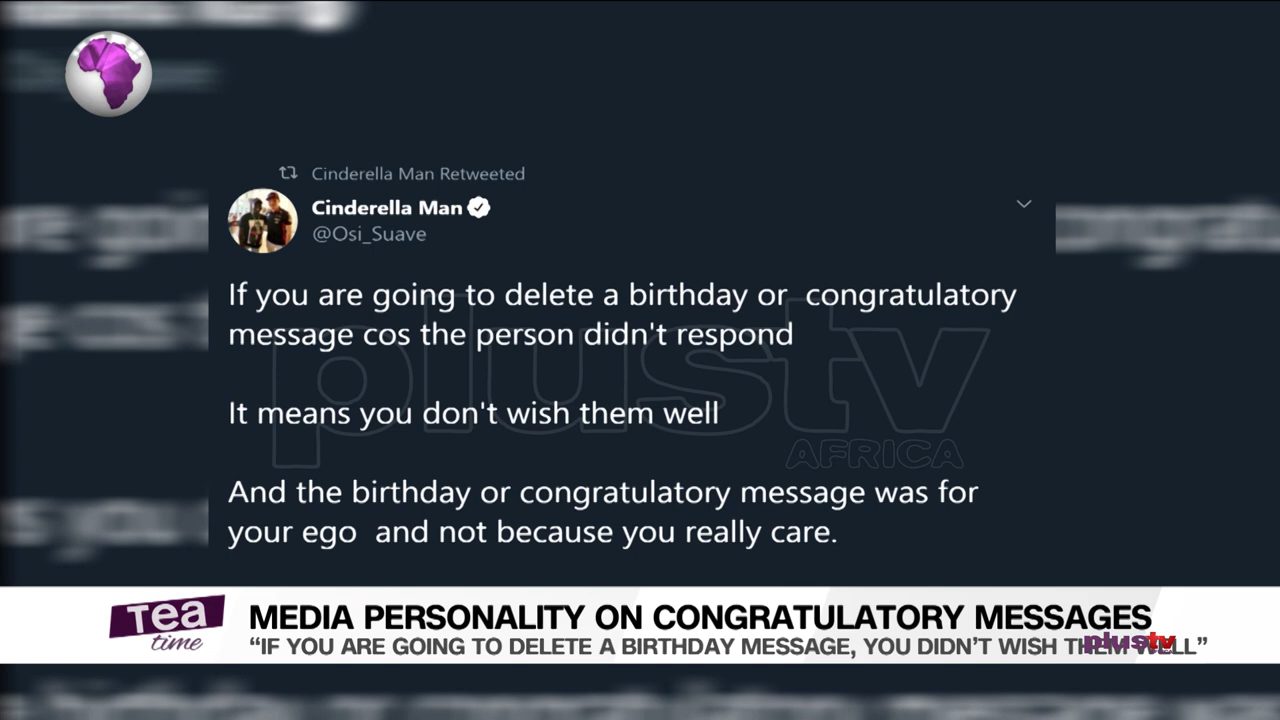 Cinderella Man Retweeted
Cinderella Man
@Osi_Suave
If you are going to delete a birthday or congratulatory
message cos the person didn't respond
It means you don't wish them well
And the birthday or congratulatory message was for
your ego and not because you really care.
plustv
AFRICA
Tea
time
MEDIA PERSONALITY ON CONGRATULATORY MESSAGES
“IF YOU ARE GOING TO DELETE A BIRTHDAY MESSAGE, YOU DIDN’T WISH THEM WELL”
plustv